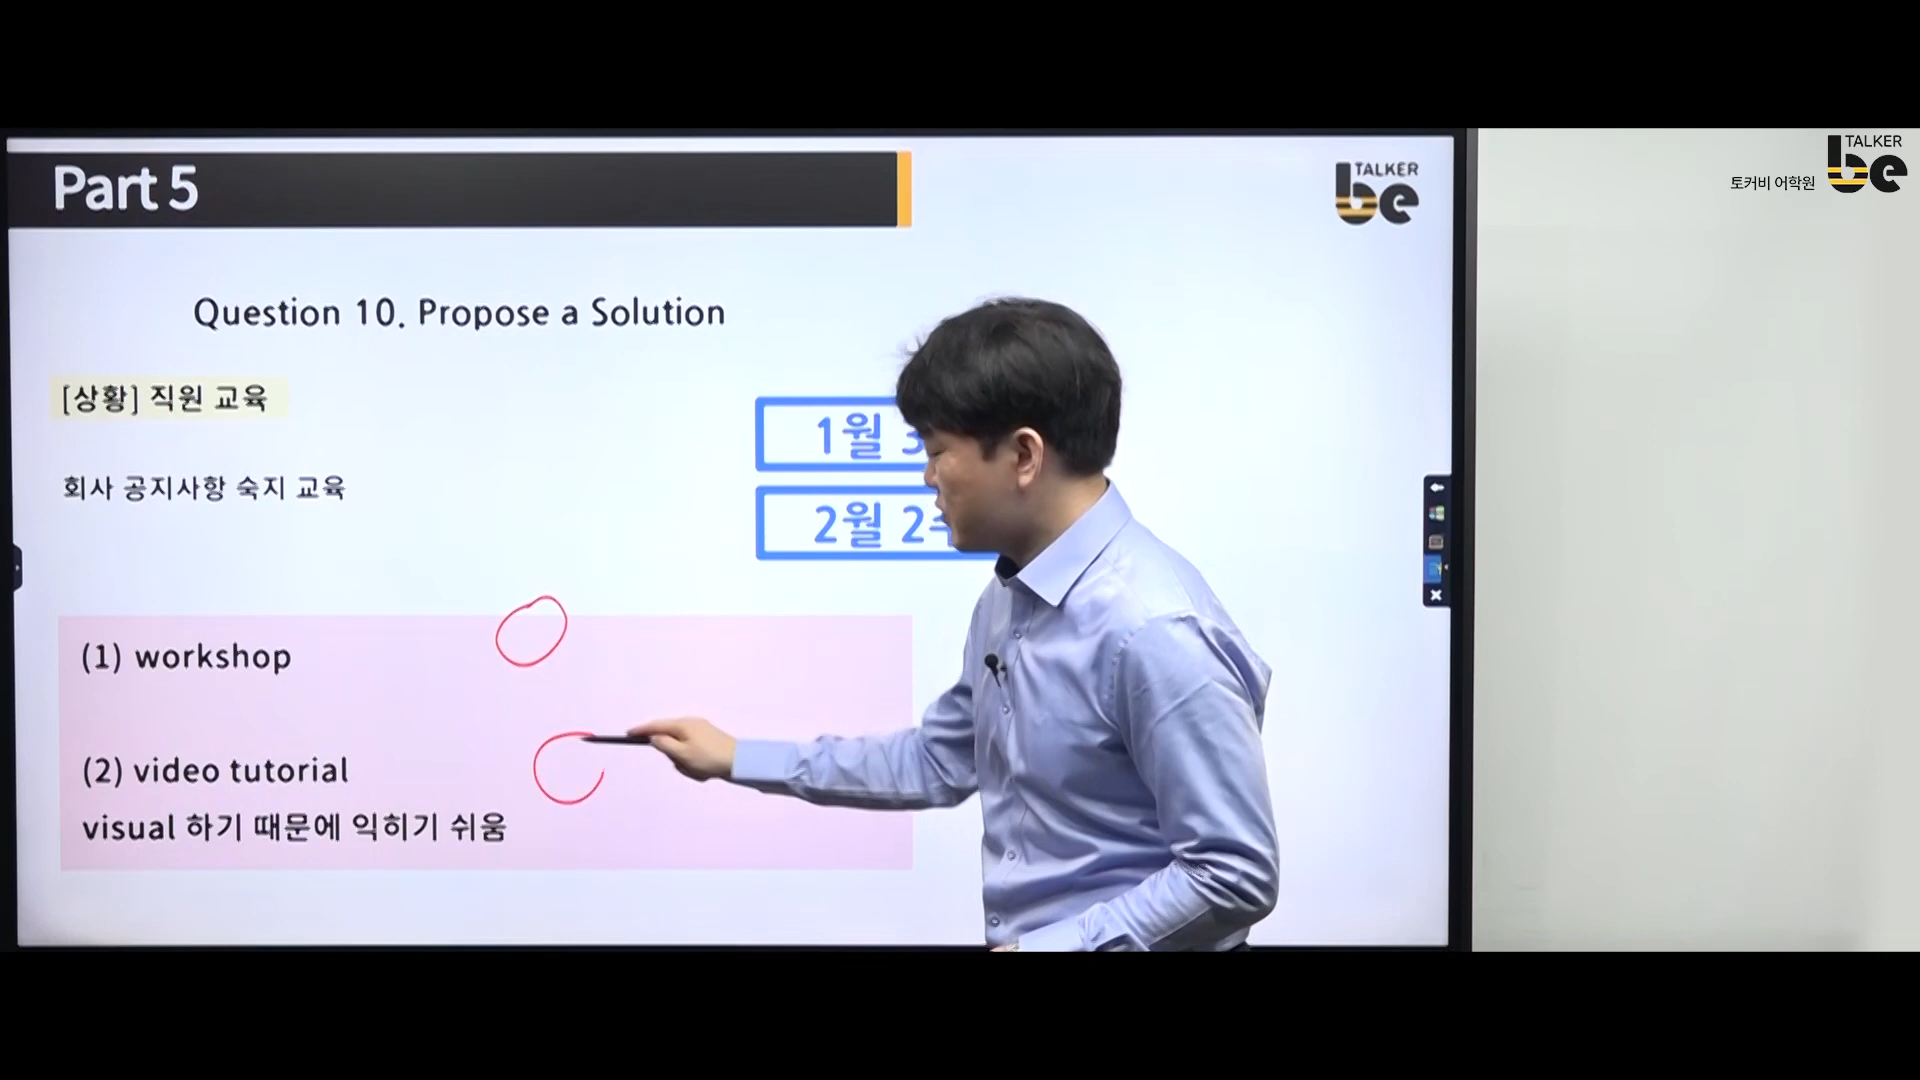 Part 5
TALKER
be
TALKER
be
토커비 어학원
Question 10. Propose a Solution
[상황] 직원 교육
1월
회사 공지사항 숙지 교육
2월
(1) workshop
(2) video tutorial
visual 하기 때문에 익히기 쉬움